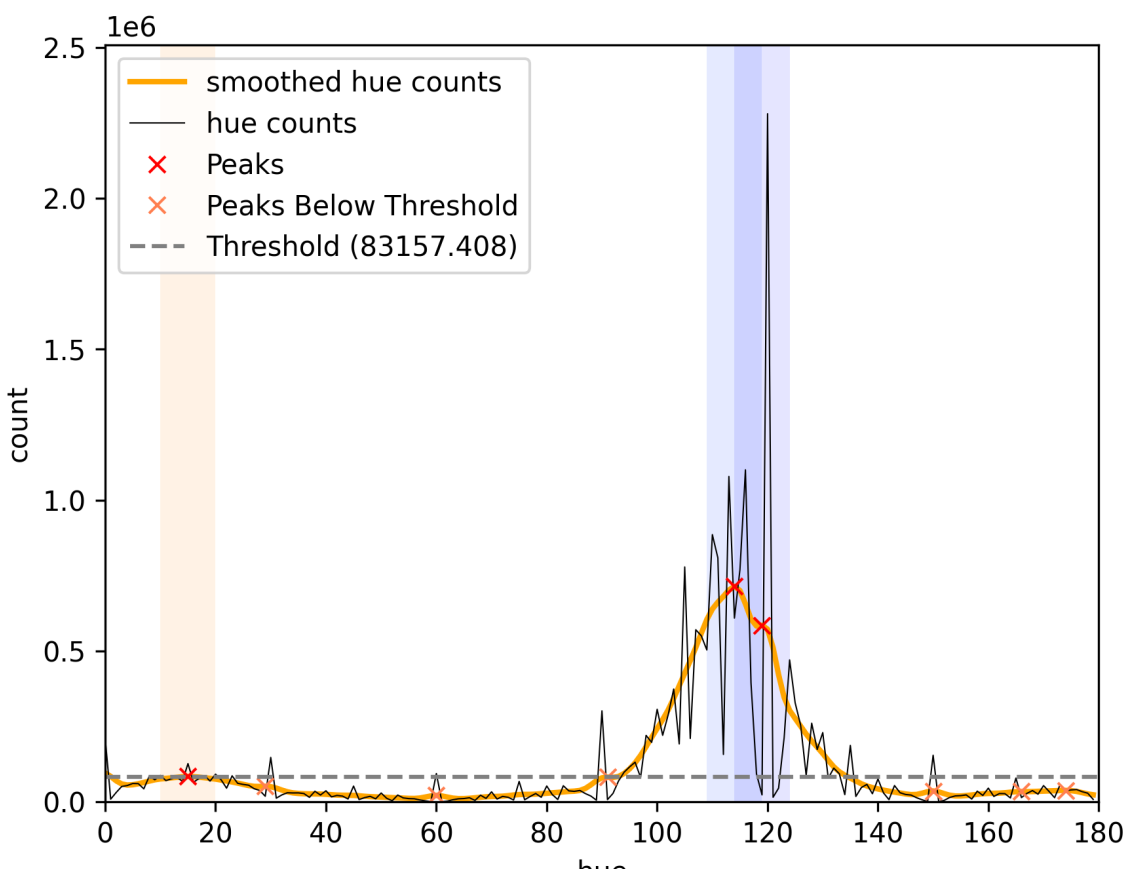 1e6
2.5
2.0
1.5
1.0
0.5
0.0
count
smoothed hue counts
hue counts
Peaks
Peaks Below Threshold
Threshold (83157.408)
0 20 40 60 80 100 120 140 160 180
hue